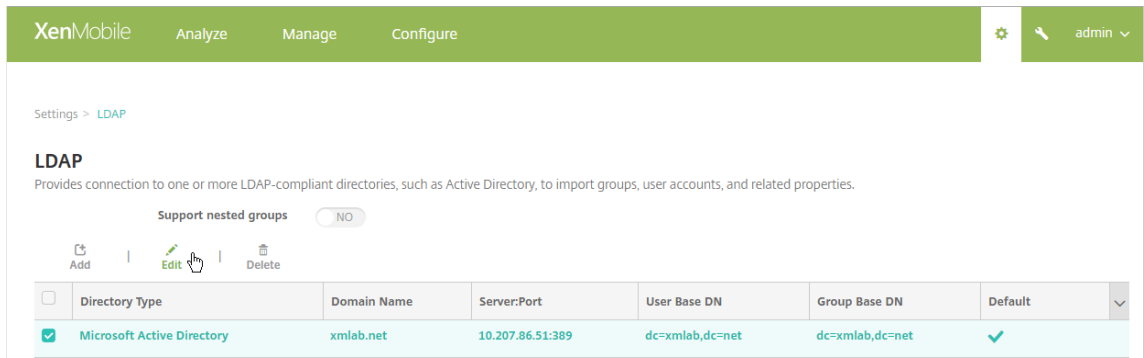 XenMobile Analyze Manage Configure admin
Settings > LDAP
LDAP
Provides connection to one or more LDAP-compliant directories, such as Active Directory, to import groups, user accounts, and related properties.
Support nested groups NO
Add | Edit | Delete
Directory Type Domain Name Server:Port User Base DN Group Base DN Default
Microsoft Active Directory xmlab.net 10.207.86.51:389 dc=xmlab,dc=net dc=xmlab,dc=net